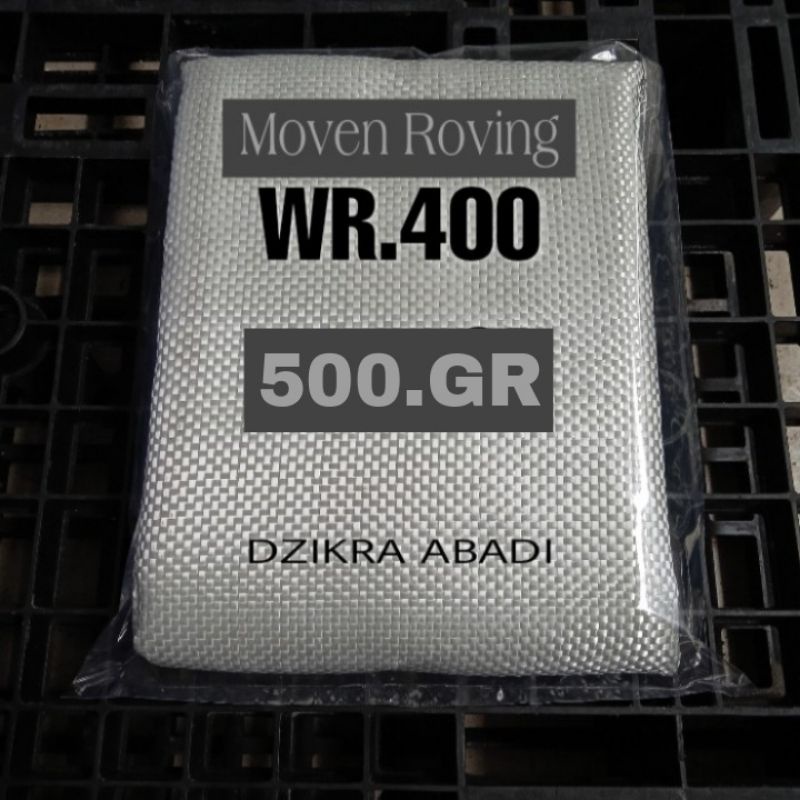 Moven Roving
WR.400
500.GR
DZIKRA ABADI